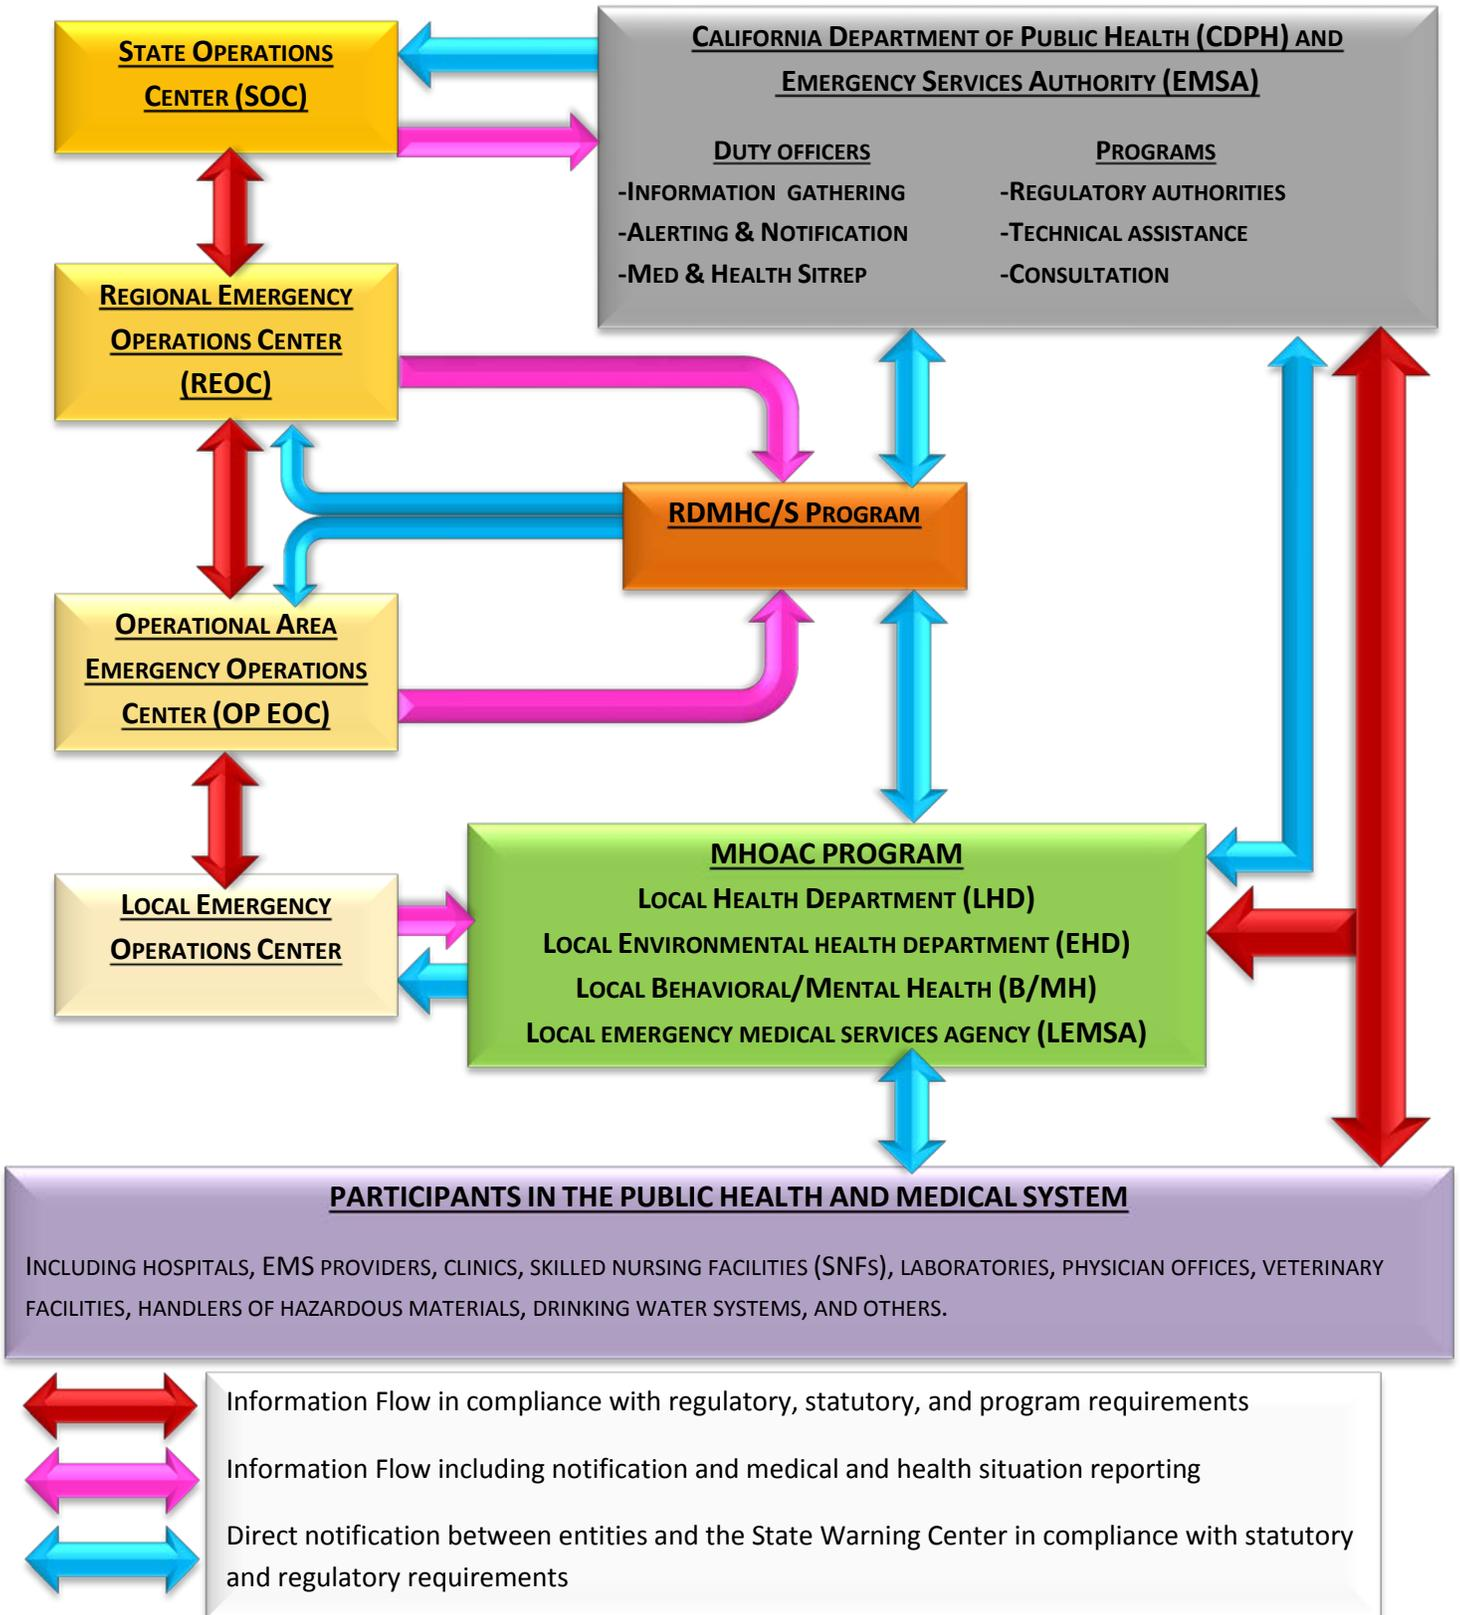 State Operations
Center (SOC)
California Department of Public Health (CDPH) and
Emergency Services Authority (EMSA)
Duty officers
-Information gathering
-Alerting & Notification
-Med & Health Sitrep
Programs
-Regulatory authorities
-Technical assistance
-Consultation
Regional Emergency
Operations Center
(REOC)
RDMHC/S Program
Operational Area
Emergency Operations
Center (OP EOC)
MHOAC PROGRAM
Local Health Department (LHD)
Local Environmental health department (EHD)
Local Behavioral/Mental Health (B/MH)
Local emergency medical services agency (LEMSA)
Local Emergency
Operations Center
PARTICIPANTS IN THE PUBLIC HEALTH AND MEDICAL SYSTEM
Including hospitals, EMS providers, clinics, skilled nursing facilities (SNFs), laboratories, physician offices, veterinary
facilities, handlers of hazardous materials, drinking water systems, and others.
Information Flow in compliance with regulatory, statutory, and program requirements
Information Flow including notification and medical and health situation reporting
Direct notification between entities and the State Warning Center in compliance with statutory
and regulatory requirements